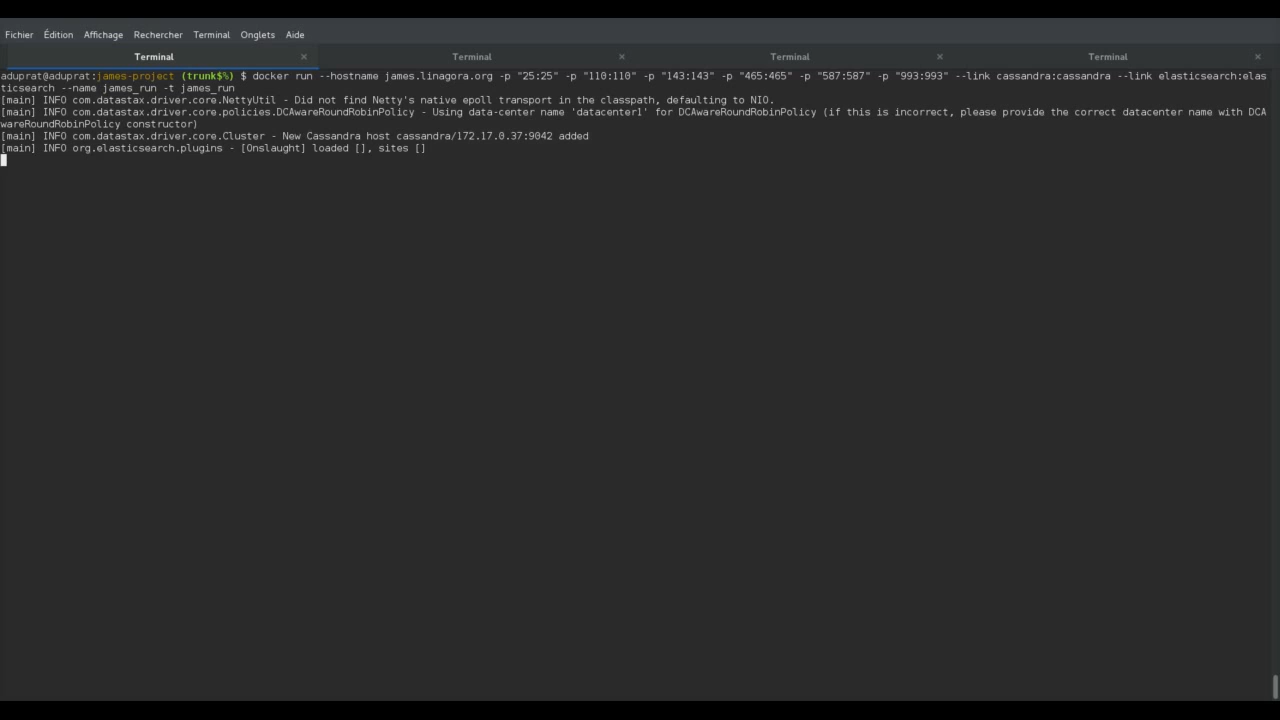 Fichier Édition Affichage Rechercher Terminal Onglets Aide
Terminal × Terminal × Terminal × Terminal ×
aduprat@aduprat:james-project (trunk$%) $ docker run --hostname james.linagora.org -p "25:25" -p "110:110" -p "143:143" -p "465:465" -p "587:587" -p "993:993" --link cassandra:cassandra --link elasticsearch:elas
ticsearch --name james_run -t james_run
[main] INFO com.datastax.driver.core.NettyUtil - Did not find Netty's native epoll transport in the classpath, defaulting to NIO.
[main] INFO com.datastax.driver.core.policies.DCAwareRoundRobinPolicy - Using data-center name 'datacenter1' for DCAwareRoundRobinPolicy (if this is incorrect, please provide the correct datacenter name with DCA
wareRoundRobinPolicy constructor)
[main] INFO com.datastax.driver.core.Cluster - New Cassandra host cassandra/172.17.0.37:9042 added
[main] INFO org.elasticsearch.plugins - [Onslaught] loaded [], sites []